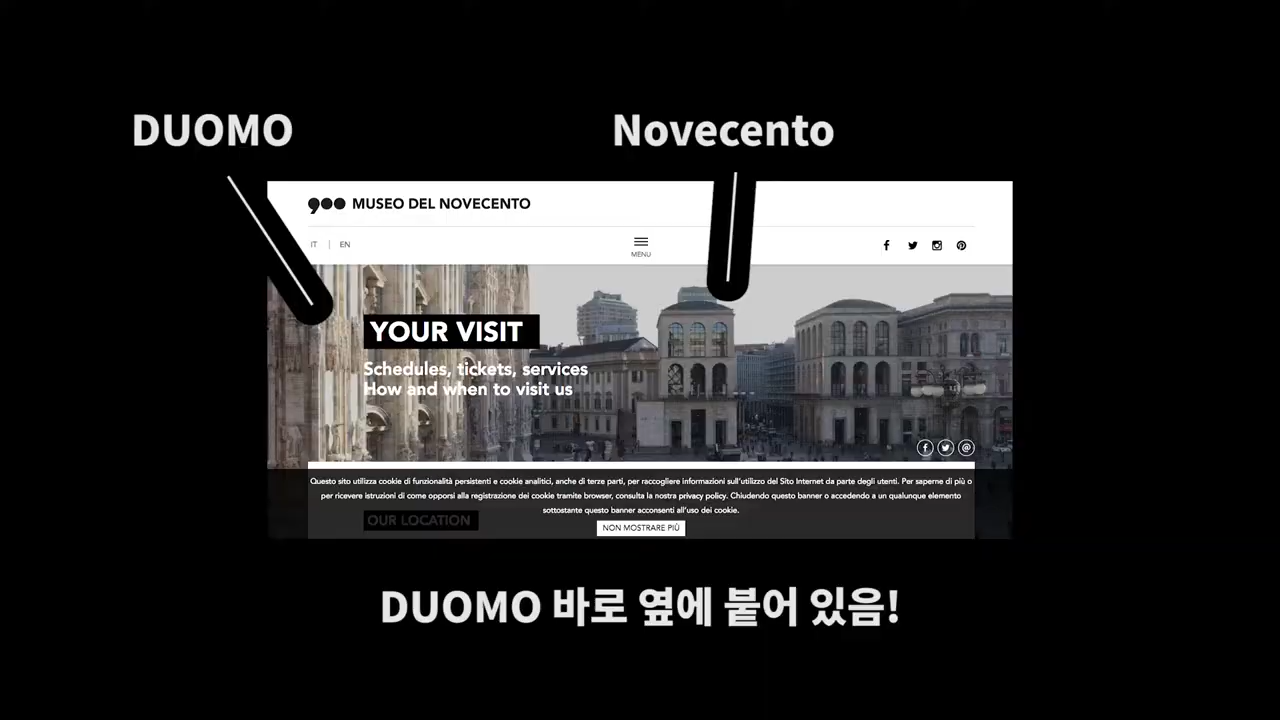 DUOMO
Novecento
900 MUSEO DEL NOVECENTO
IT | EN
MENU
YOUR VISIT
Schedules, tickets, services
How and when to visit us
Questo sito utilizza cookie di funzionalità persistenti e cookie analitici, anche di terze parti, per raccogliere informazioni sull'utilizzo del Sito Internet da parte degli utenti. Per saperne di più o
per ricevere istruzioni di come opporsi alla registrazione dei cookie tramite browser, consulta la nostra privacy policy. Chiudendo questo banner o accedendo a un qualunque elemento
sottostante questo banner acconsenti all'uso dei cookie.
OUR LOCATION
NON MOSTRARE PIÙ
DUOMO 바로 옆에 붙어 있음!